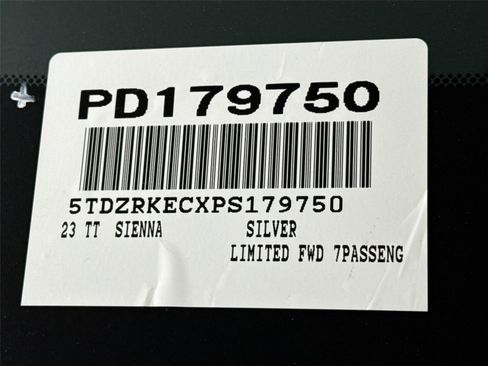 PD179750
5TDZRKECXPS179750
23 TT SIENNA SILVER
LIMITED FWD 7PASSENG